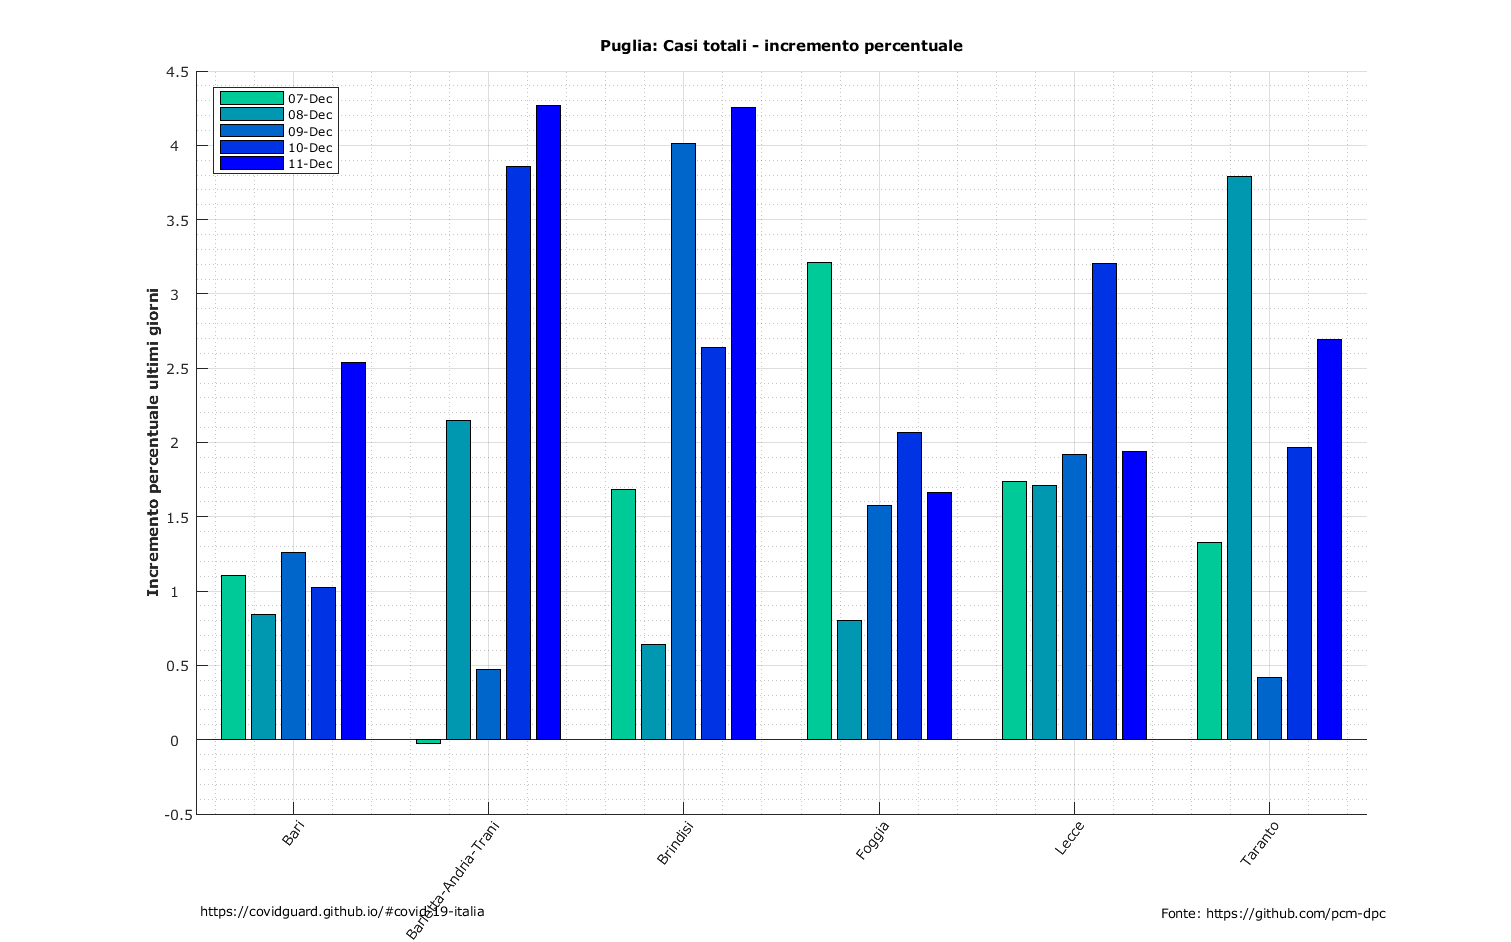 Puglia: Casi totali - incremento percentuale
4.5
4
3.5
3
2.5
2
1.5
1
0.5
0
-0.5
Incremento percentuale ultimi giorni
07-Dec
08-Dec
09-Dec
10-Dec
11-Dec
Bari
Barletta-Andria-Trani
Brindisi
Foggia
Lecce
Taranto
https://covidguard.github.io/#covid-19-italia
Fonte: https://github.com/pcm-dpc